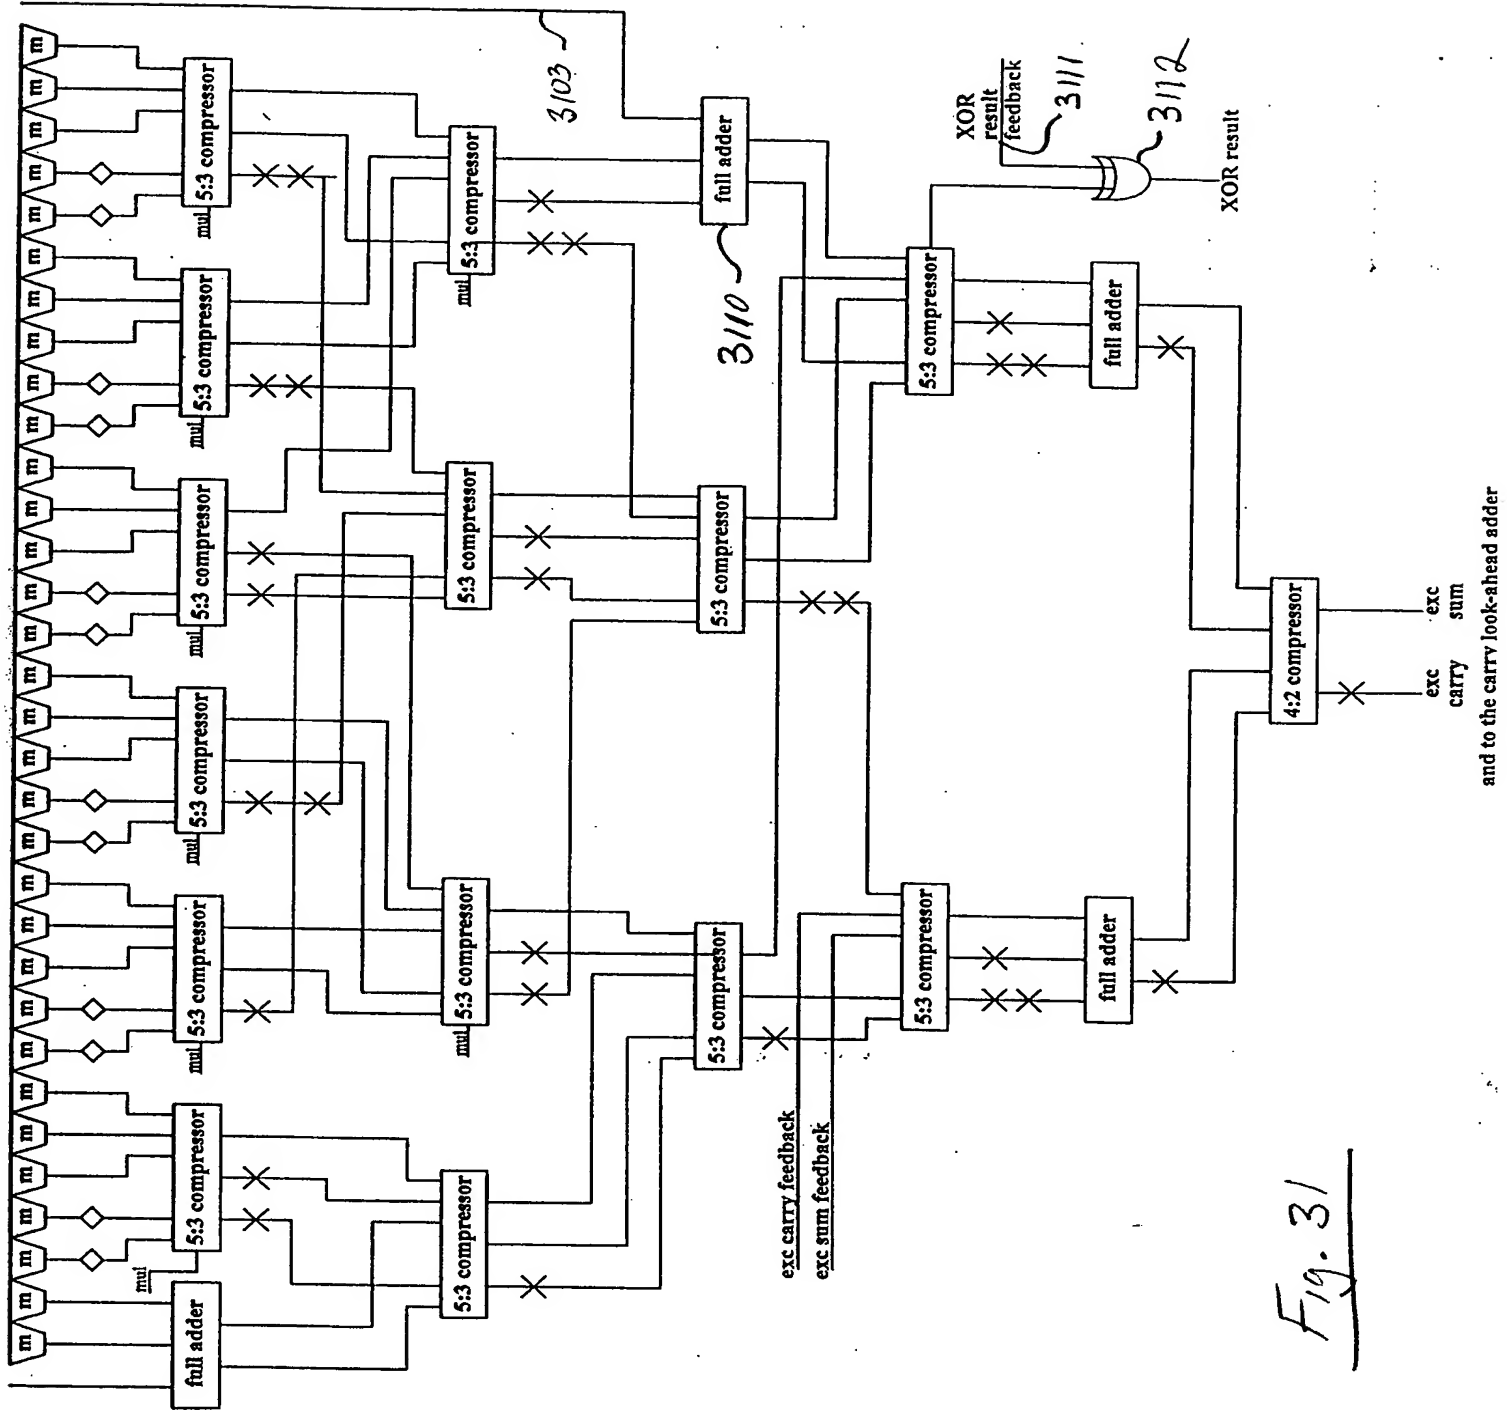 m m m m m m m m m m m m m m m m m m m m m m m m m m m m m m m m
full adder
mul
5:3 compressor
mul
5:3 compressor
mul
5:3 compressor
mul
5:3 compressor
mul
5:3 compressor
mul
5:3 compressor
5:3 compressor
mul
5:3 compressor
5:3 compressor
mul
5:3 compressor
3103
5:3 compressor
5:3 compressor
full adder
3110
exc carry feedback
exc sum feedback
5:3 compressor
5:3 compressor
XOR
result
feedback
3111
full adder
full adder
3112
XOR result
4:2 compressor
exc
carry
exc
sum
and to the carry look-ahead adder
Fig. 31